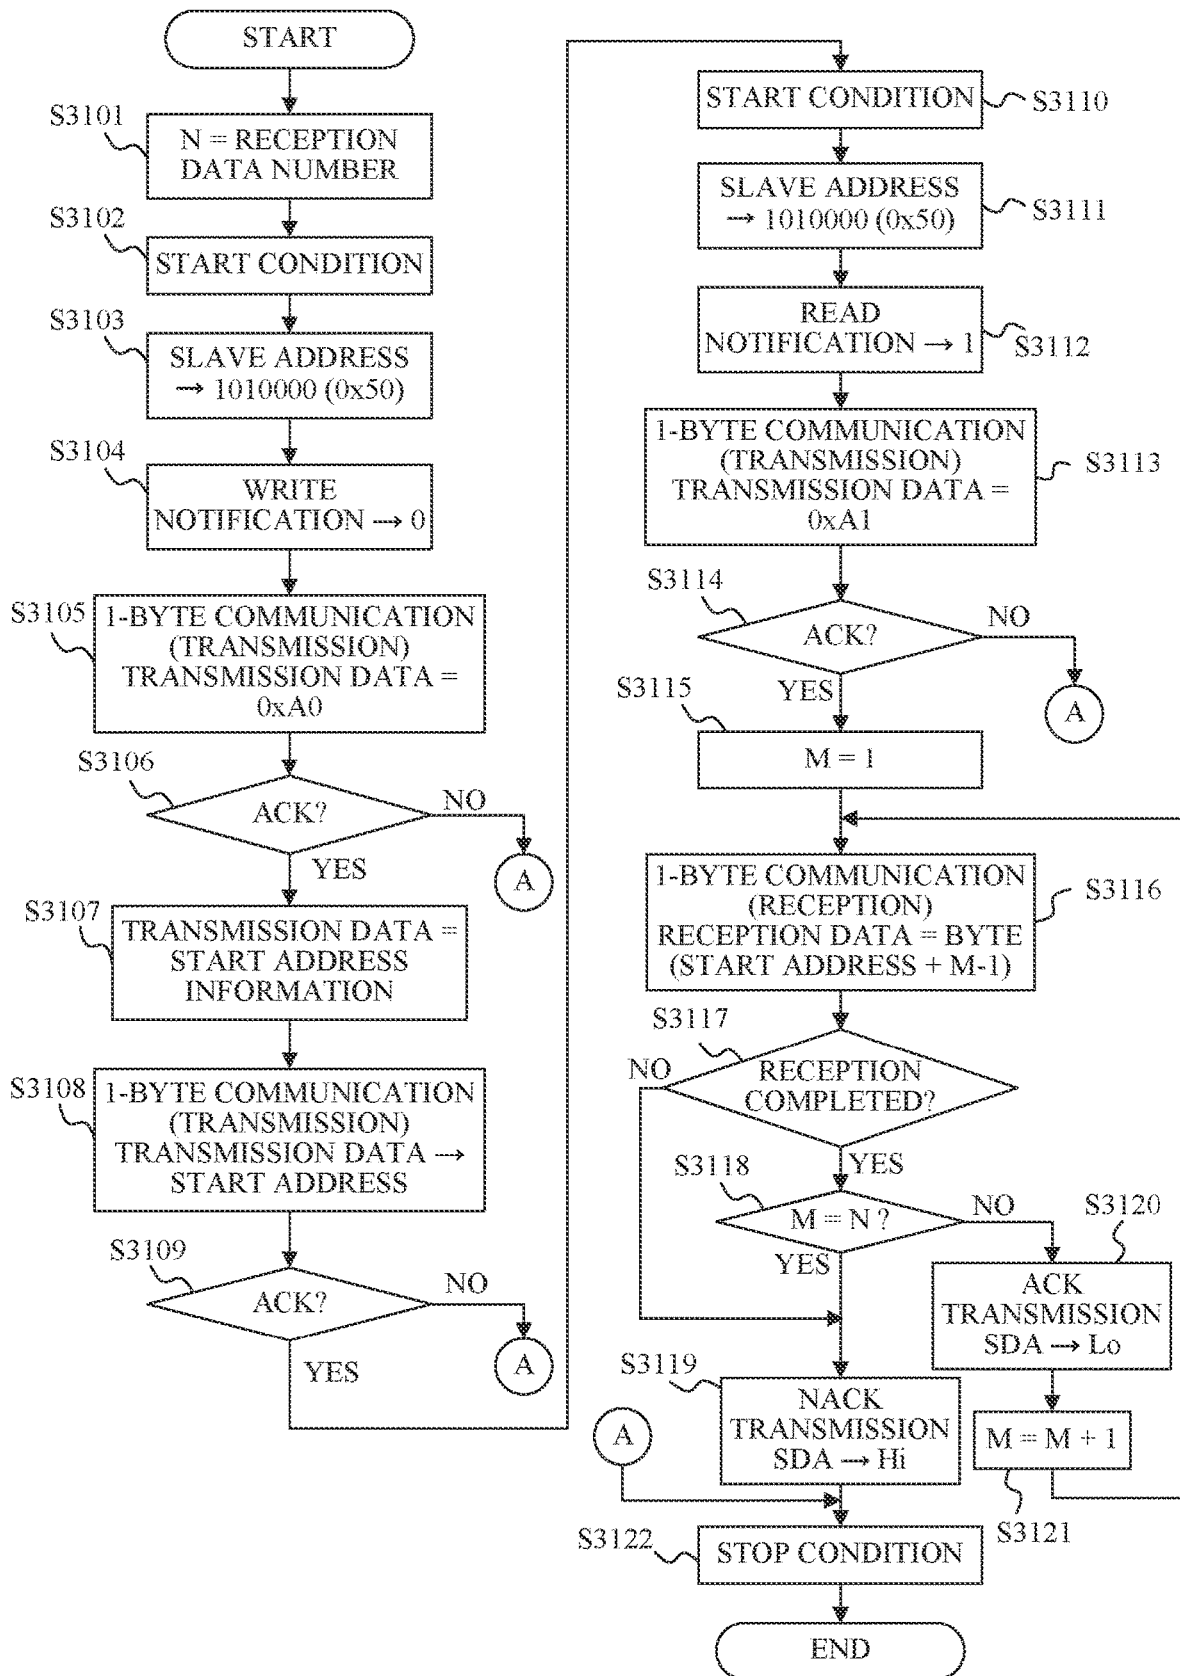 START
S3101
N = RECEPTION
DATA NUMBER
S3102
START CONDITION
S3103
SLAVE ADDRESS
→ 1010000 (0x50)
S3104
WRITE
NOTIFICATION → 0
S3105
1-BYTE COMMUNICATION
(TRANSMISSION)
TRANSMISSION DATA =
0xA0
S3106
ACK?
NO
A
YES
S3107
TRANSMISSION DATA =
START ADDRESS
INFORMATION
S3108
1-BYTE COMMUNICATION
(TRANSMISSION)
TRANSMISSION DATA →
START ADDRESS
S3109
ACK?
NO
A
YES
START CONDITION
S3110
SLAVE ADDRESS
→ 1010000 (0x50)
S3111
READ
NOTIFICATION → 1
S3112
1-BYTE COMMUNICATION
(TRANSMISSION)
TRANSMISSION DATA =
0xA1
S3113
S3114
ACK?
NO
A
YES
S3115
M = 1
1-BYTE COMMUNICATION
(RECEPTION)
RECEPTION DATA = BYTE
(START ADDRESS + M-1)
S3116
S3117
NO
RECEPTION
COMPLETED?
YES
S3118
M = N ?
NO
YES
S3120
ACK
TRANSMISSION
SDA → Lo
S3119
NACK
TRANSMISSION
SDA → Hi
A
M = M + 1
S3121
S3122
STOP CONDITION
END